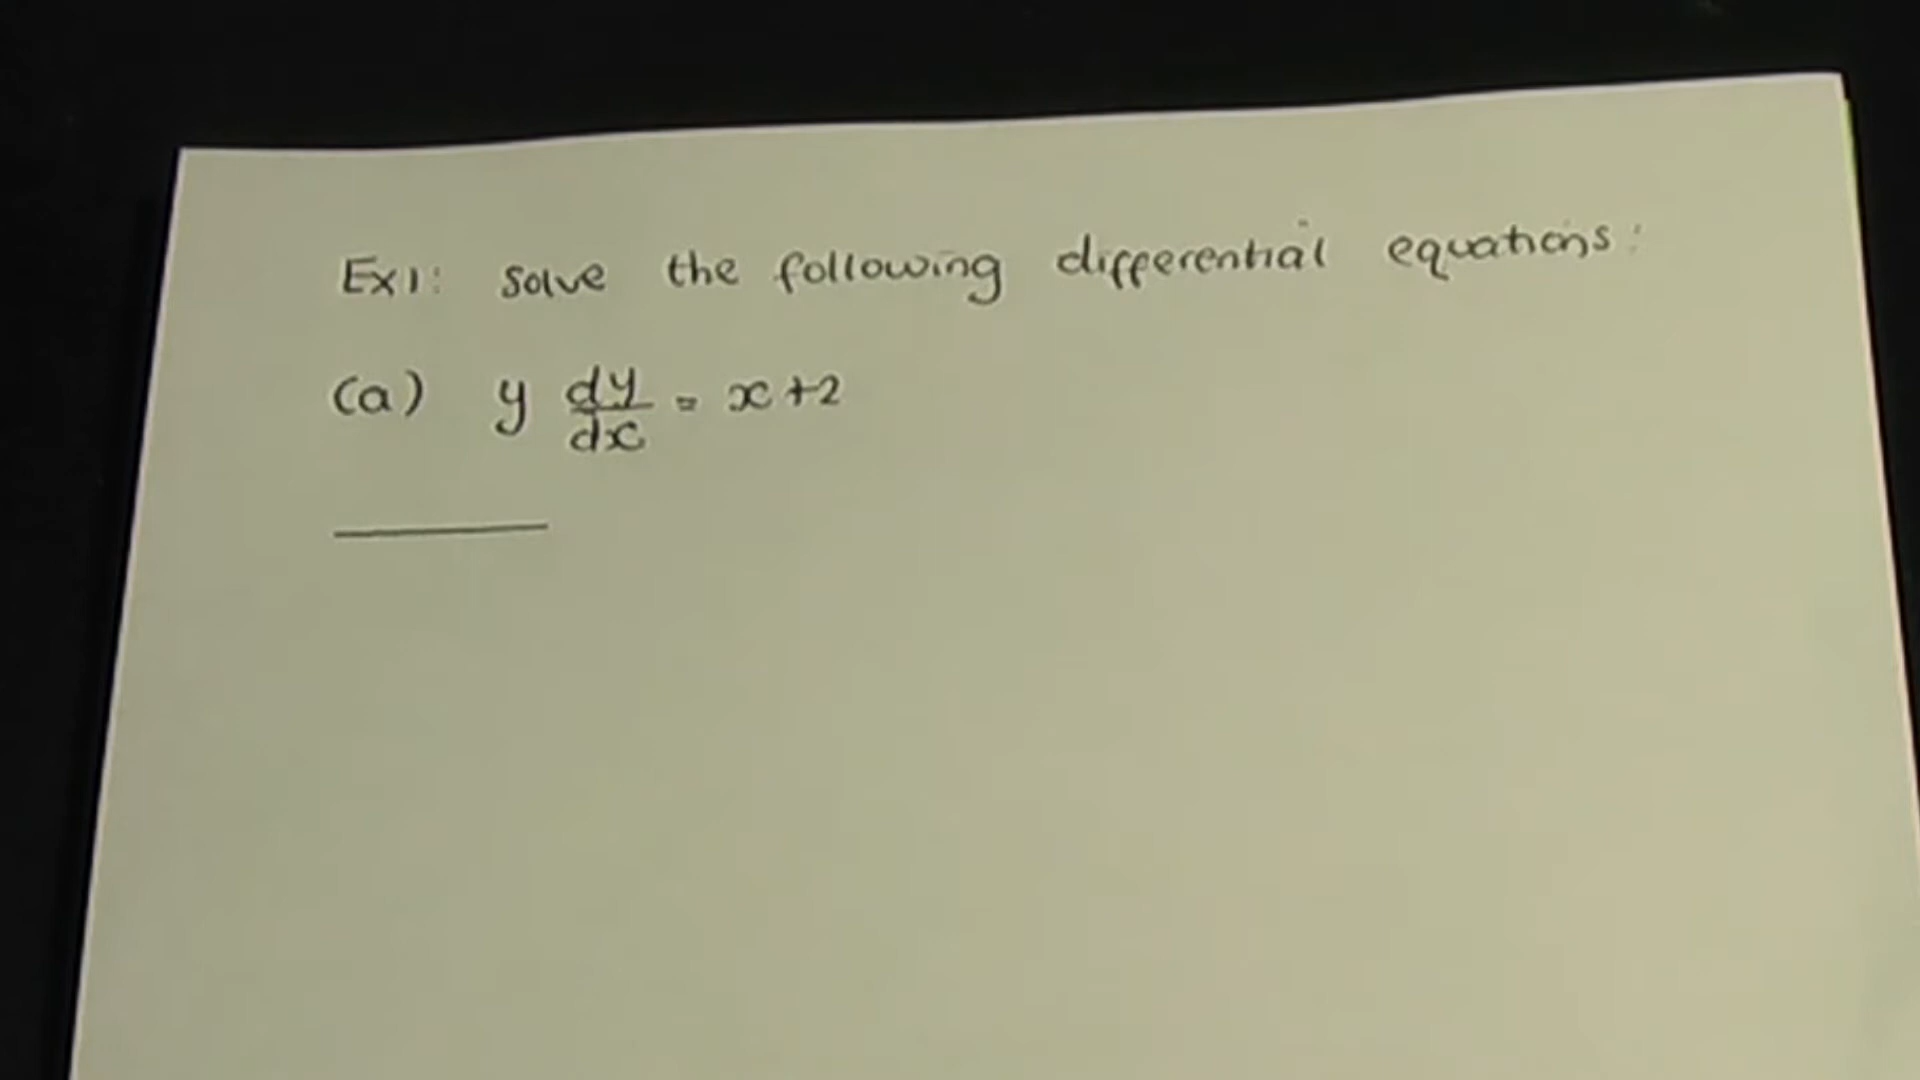 Ex1: Solve the following differential equations:
(a) y dy/dx = x+2